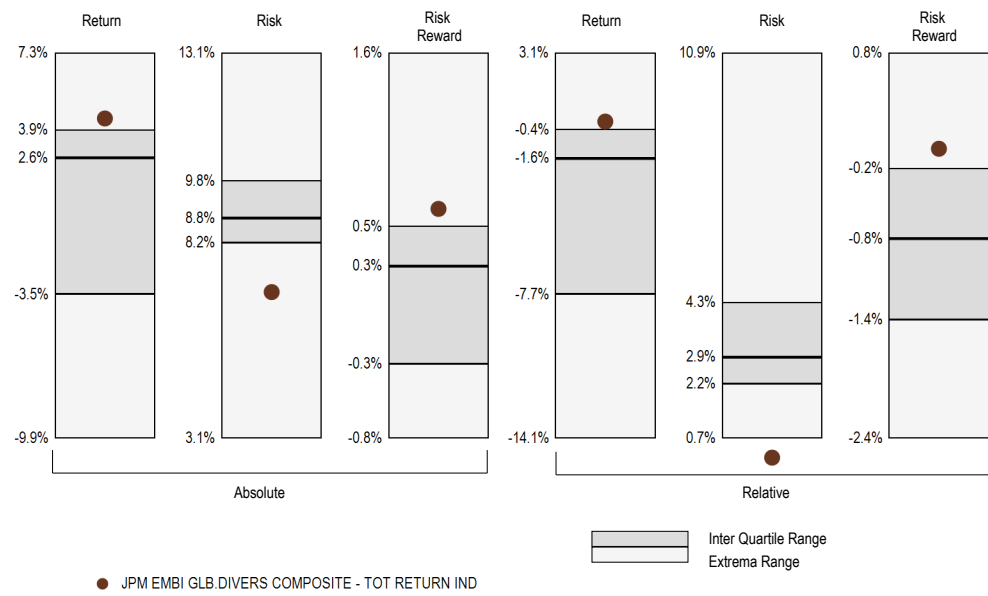 Return
Risk
Risk
Reward
Return
Risk
Risk
Reward
7.3%
13.1%
1.6%
3.1%
10.9%
0.8%
3.9%
2.6%
-3.5%
-9.9%
9.8%
8.8%
8.2%
3.1%
0.5%
0.3%
-0.3%
-0.8%
-0.4%
-1.6%
-7.7%
-14.1%
4.3%
2.9%
2.2%
0.7%
-0.2%
-0.8%
-1.4%
-2.4%
Absolute
Relative
Inter Quartile Range
Extrema Range
JPM EMBI GLB.DIVERS COMPOSITE - TOT RETURN IND